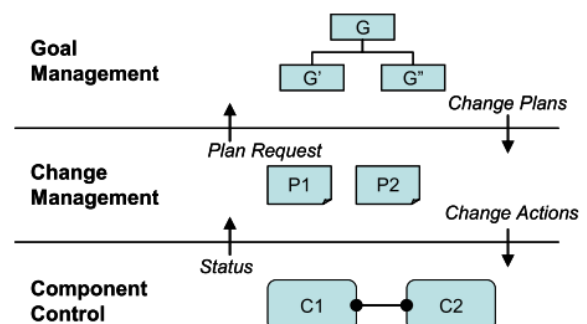 G
Goal
Management
G'
G"
Change Plans
Plan Request
Change
Management
P1
P2
Change Actions
Status
Component
Control
C1
C2